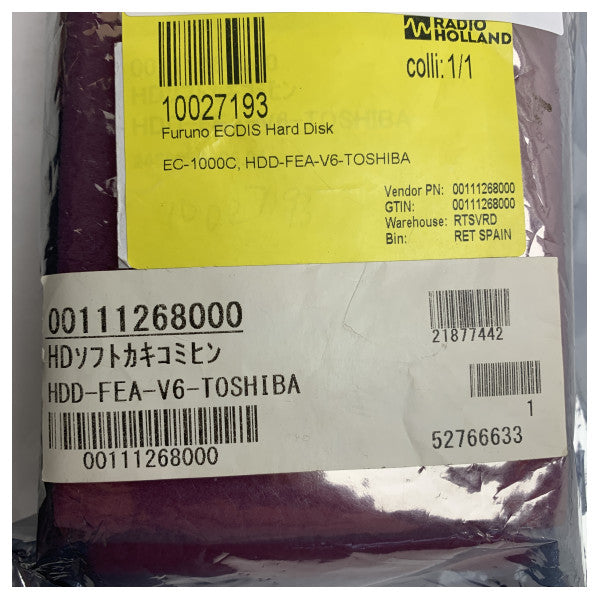 RADIO
HOLLAND
colli: 1/1
10027193
Furuno ECDIS Hard Disk
EC-1000C, HDD-FEA-V6-TOSHIBA
Vendor PN: 00111268000
GTIN: 00111268000
Warehouse: RTSVRD
Bin: RET SPAIN
00111268000
HDソフトカキコミヒン
HDD-FEA-V6-TOSHIBA
00111268000
21877442
1
52766633